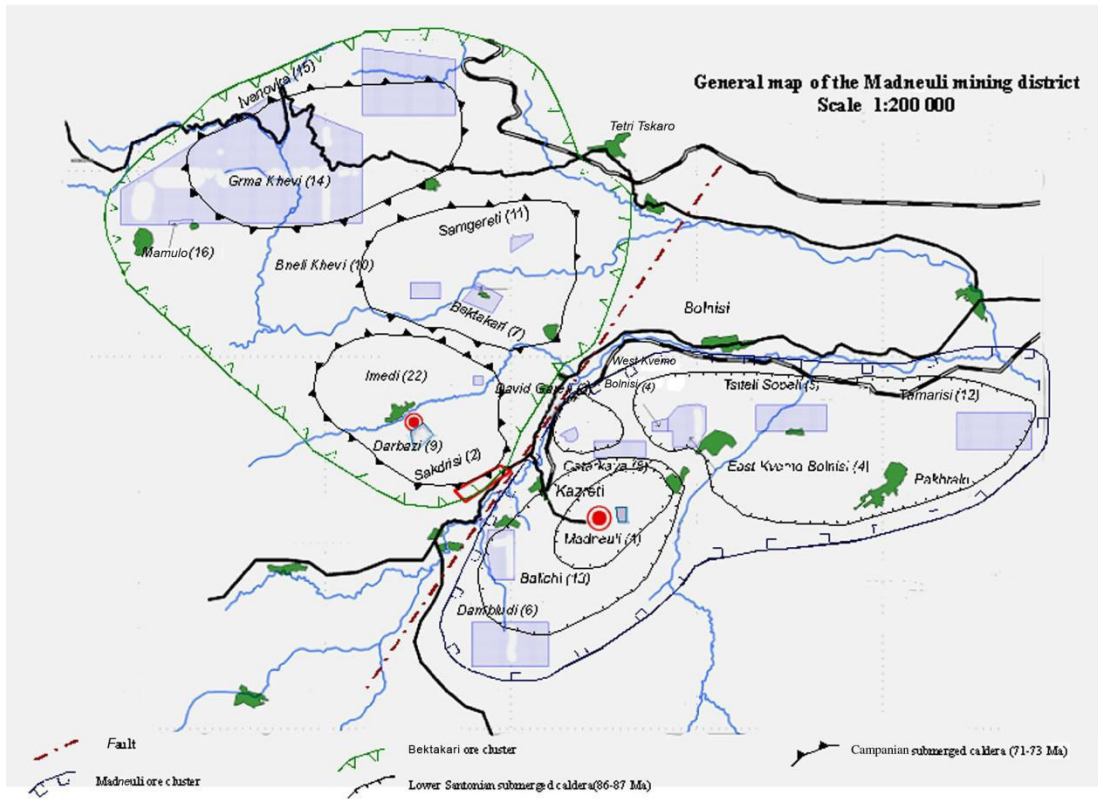 General map of the Madneuli mining district
Scale 1:200 000
Ivanovka (15)
Tetri Tskaro
Grma Khevi (14)
Samgereti (11)
Mamulo (16)
Bneli Khevi (10)
Bektakari (7)
Bolnisi
Imedi (22)
West Kvemo
Bolnisi (4)
David Gareji
Tsiteli Sopeli (5)
Tamarisi (12)
Darbazi (9)
Sakdrisi (2)
East Kvemo Bolnisi (4)
Kazreti
Pakhralo
Madneuli (1)
Balichi (13)
Dambludi (6)
Fault
Bektakari ore cluster
Campanian submerged caldera (71-73 Ma)
Madneuli ore cluster
Lower Santonian submerged caldera(86-87 Ma)